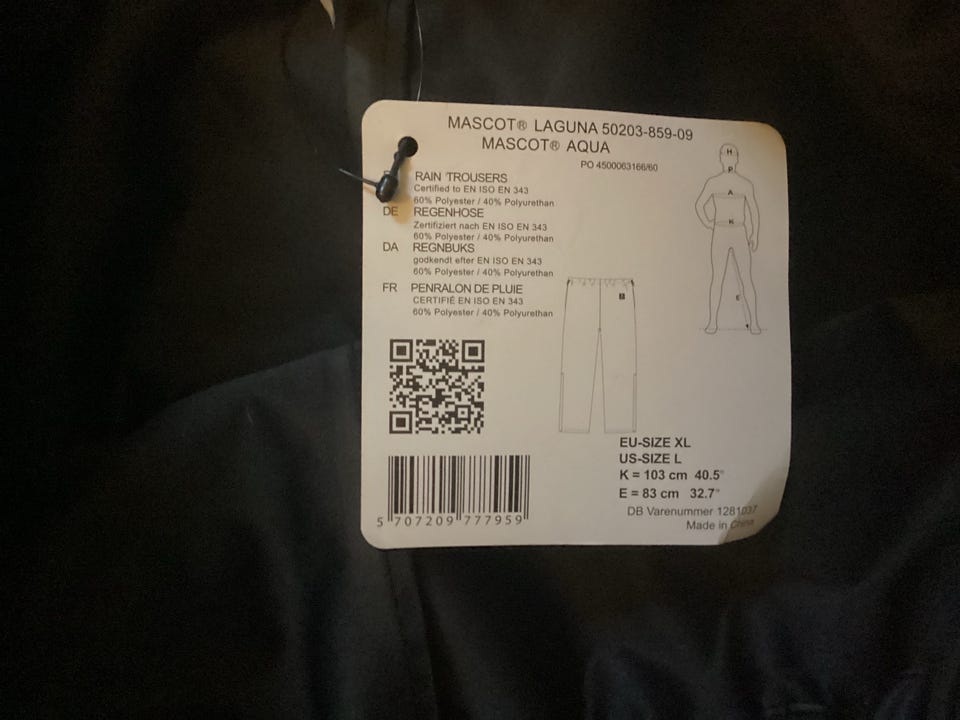 MASCOT® LAGUNA 50203-859-09
MASCOT® AQUA
PO 4500063166/60
RAIN TROUSERS
Certified to EN ISO EN 343
60% Polyester / 40% Polyurethan
DE REGENHOSE
Zertifiziert nach EN ISO EN 343
60% Polyester / 40% Polyurethan
DA REGNBUKS
godkendt efter EN ISO EN 343
60% Polyester / 40% Polyurethan
FR PENRALON DE PLUIE
CERTIFIÉ EN ISO EN 343
60% Polyester / 40% Polyurethan
H
P
A
K
E
EU-SIZE XL
US-SIZE L
K = 103 cm 40.5"
E = 83 cm 32.7"
DB Varenummer 1281037
Made in China
5 707209 777959